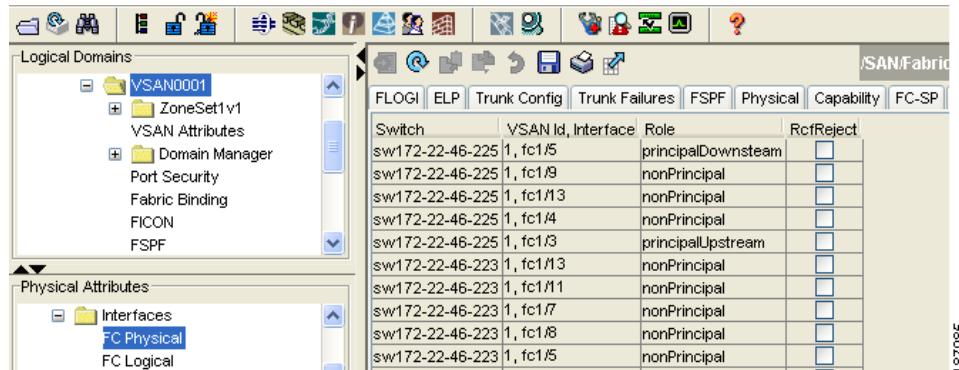 Logical Domains
VSAN0001
ZoneSet1v1
VSAN Attributes
Domain Manager
Port Security
Fabric Binding
FICON
FSPF
Physical Attributes
Interfaces
FC Physical
FC Logical
/SAN/Fabric
FLOGI ELP Trunk Config Trunk Failures FSPF Physical Capability FC-SP
Switch VSAN Id, Interface Role RcfReject
sw172-22-46-225 1, fc1/5 principalDownsteam
sw172-22-46-225 1, fc1/9 nonPrincipal
sw172-22-46-225 1, fc1/13 nonPrincipal
sw172-22-46-225 1, fc1/4 nonPrincipal
sw172-22-46-225 1, fc1/3 principalUpstream
sw172-22-46-223 1, fc1/13 nonPrincipal
sw172-22-46-223 1, fc1/11 nonPrincipal
sw172-22-46-223 1, fc1/7 nonPrincipal
sw172-22-46-223 1, fc1/8 nonPrincipal
sw172-22-46-223 1, fc1/5 nonPrincipal